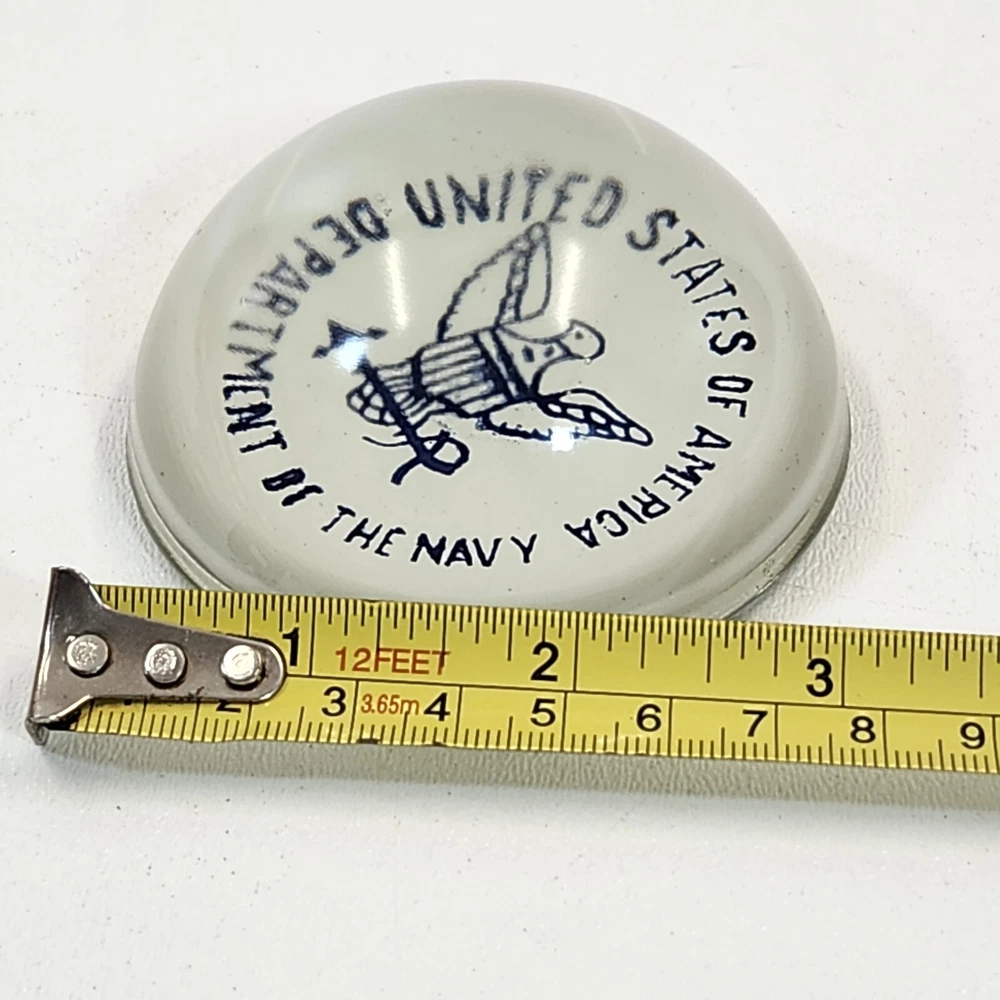 UNITED STATES OF AMERICA
DEPARTMENT OF THE NAVY
1 12FEET 2 3
2 3 3.65m 4 5 6 7 8 9